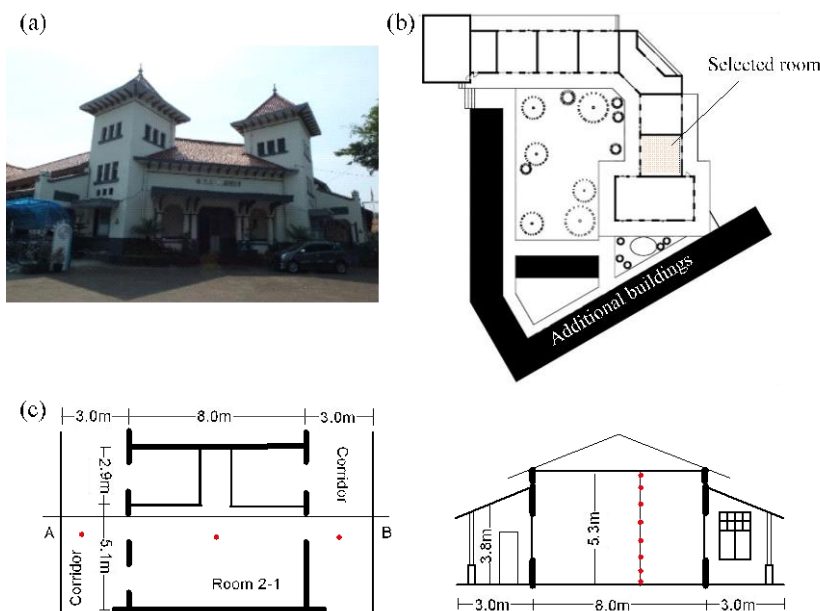 (a)
(b)
Selected room
Additional buildings
(c)
3.0m
8.0m
3.0m
2.9m
Corridor
A
B
5.1m
Corridor
Room 2-1
3.8m
5.3m
3.0m
8.0m
3.0m